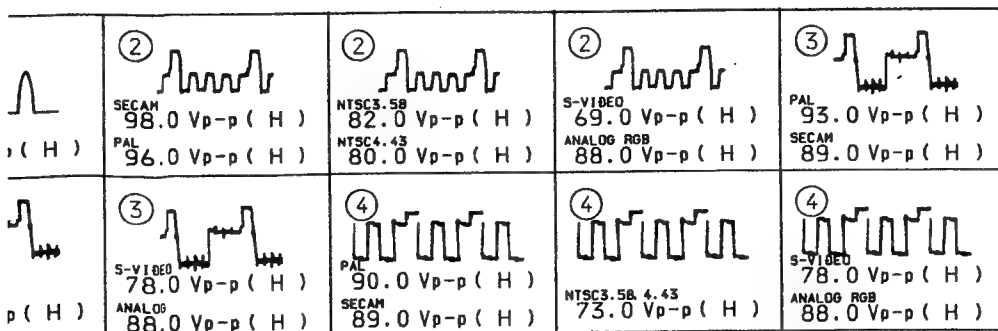 ②
SECAM
98.0 Vp-p ( H )
PAL
96.0 Vp-p ( H )
②
NTSC3.58
82.0 Vp-p ( H )
NTSC4.43
80.0 Vp-p ( H )
②
S-VIDEO
69.0 Vp-p ( H )
ANALOG RGB
88.0 Vp-p ( H )
③
PAL
93.0 Vp-p ( H )
SECAM
89.0 Vp-p ( H )
( H )
③
S-VIDEO
78.0 Vp-p ( H )
ANALOG
88.0 Vp-p ( H )
④
PAL
90.0 Vp-p ( H )
SECAM
89.0 Vp-p ( H )
④
NTSC3.58. 4.43
73.0 Vp-p ( H )
④
S-VIDEO
78.0 Vp-p ( H )
ANALOG RGB
88.0 Vp-p ( H )
p ( H )